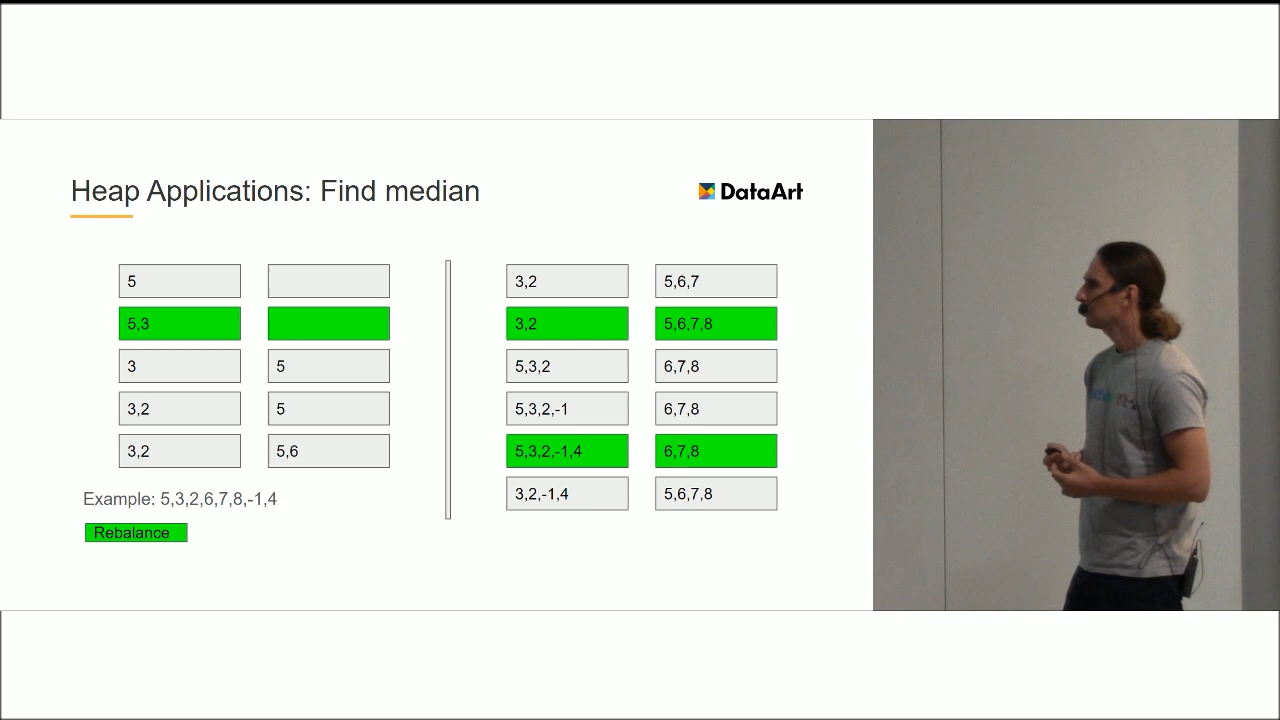 Heap Applications: Find median
DataArt
5
5,3
3 5
3,2 5
3,2 5,6
Example: 5,3,2,6,7,8,-1,4
Rebalance
3,2 5,6,7
3,2 5,6,7,8
5,3,2 6,7,8
5,3,2,-1 6,7,8
5,3,2,-1,4 6,7,8
3,2,-1,4 5,6,7,8